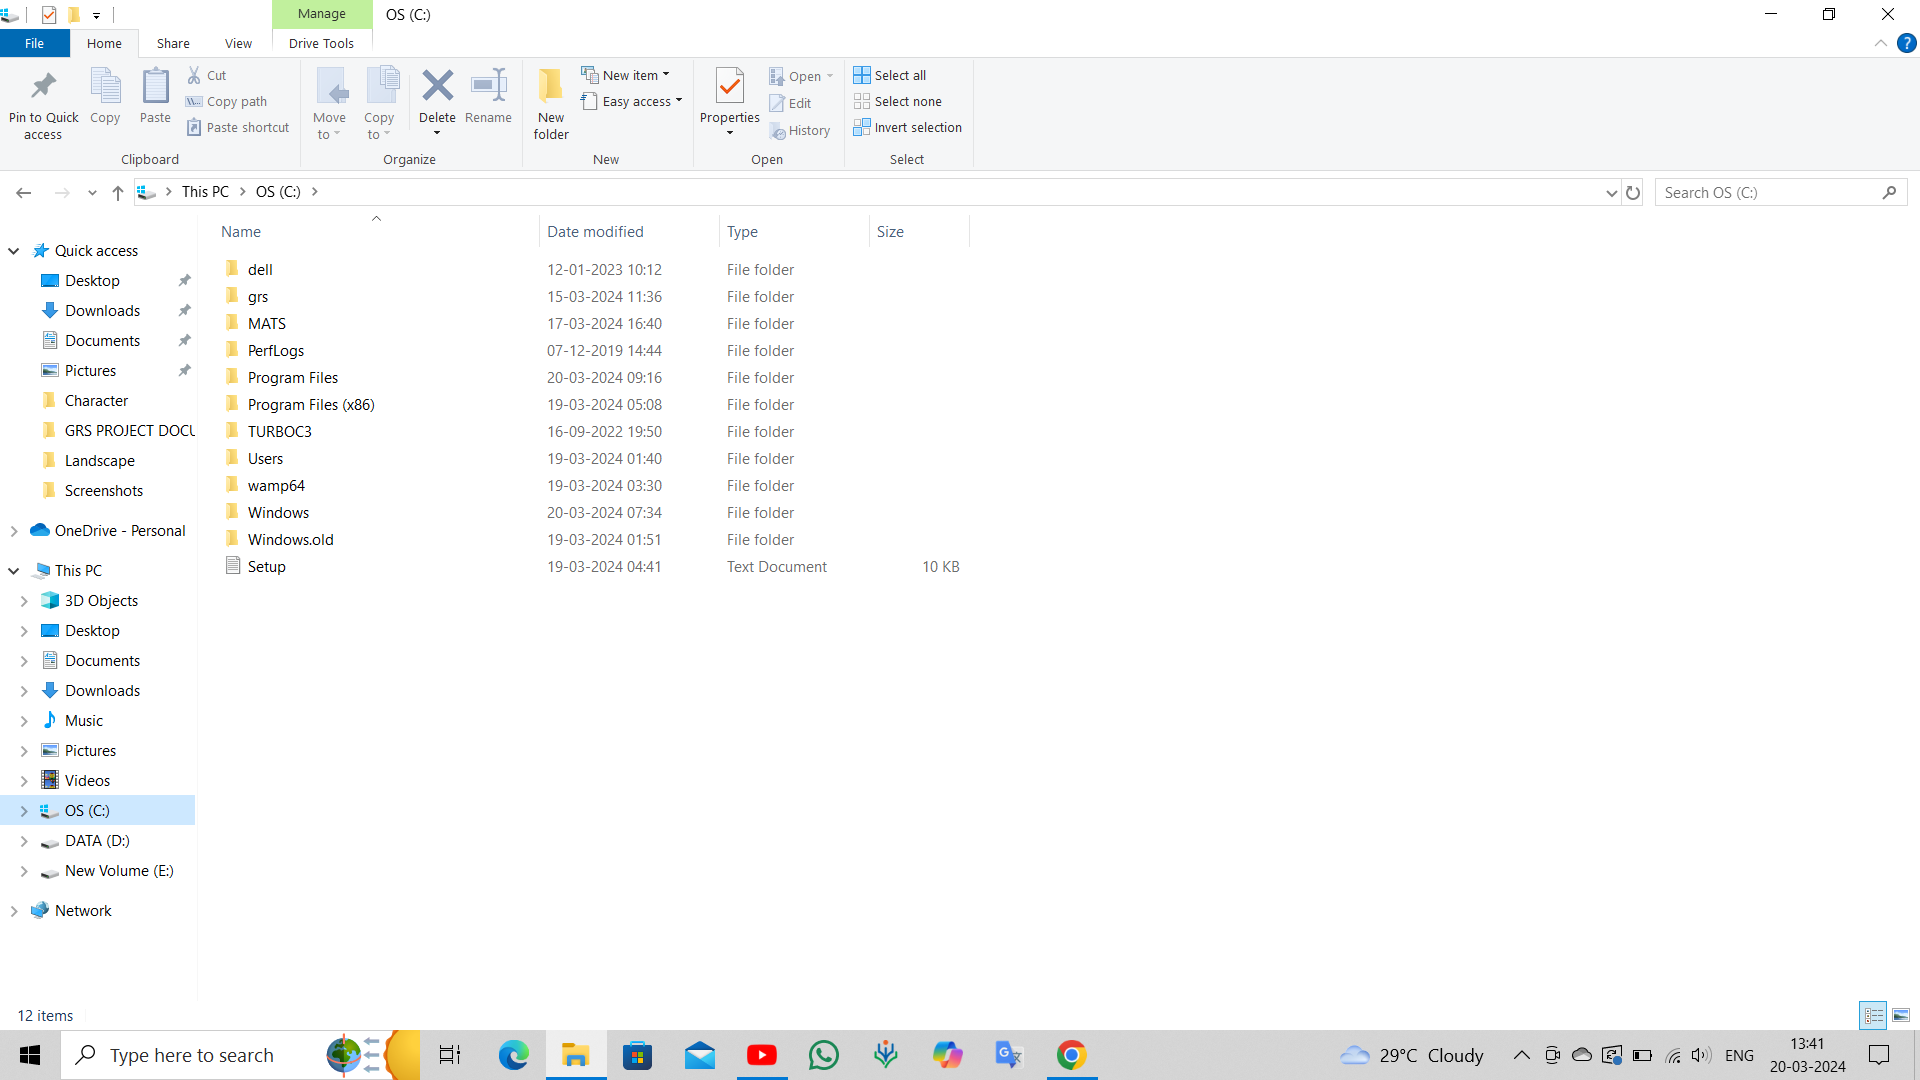 Manage
OS (C:)
File
Home
Share
View
Drive Tools
Pin to Quick access
Copy
Paste
Cut
Copy path
Paste shortcut
Clipboard
Move to
Copy to
Delete
Rename
Organize
New folder
New item
Easy access
New
Properties
Open
Edit
History
Open
Select all
Select none
Invert selection
Select
This PC
OS (C:)
Search OS (C:)
Name Date modified Type Size
Quick access
Desktop
Downloads
Documents
Pictures
Character
GRS PROJECT DOCU
Landscape
Screenshots
OneDrive - Personal
This PC
3D Objects
Desktop
Documents
Downloads
Music
Pictures
Videos
OS (C:)
DATA (D:)
New Volume (E:)
Network
dell 12-01-2023 10:12 File folder
grs 15-03-2024 11:36 File folder
MATS 17-03-2024 16:40 File folder
PerfLogs 07-12-2019 14:44 File folder
Program Files 20-03-2024 09:16 File folder
Program Files (x86) 19-03-2024 05:08 File folder
TURBOC3 16-09-2022 19:50 File folder
Users 19-03-2024 01:40 File folder
wamp64 19-03-2024 03:30 File folder
Windows 20-03-2024 07:34 File folder
Windows.old 19-03-2024 01:51 File folder
Setup 19-03-2024 04:41 Text Document 10 KB
12 items
Type here to search
29°C Cloudy
ENG
13:41
20-03-2024